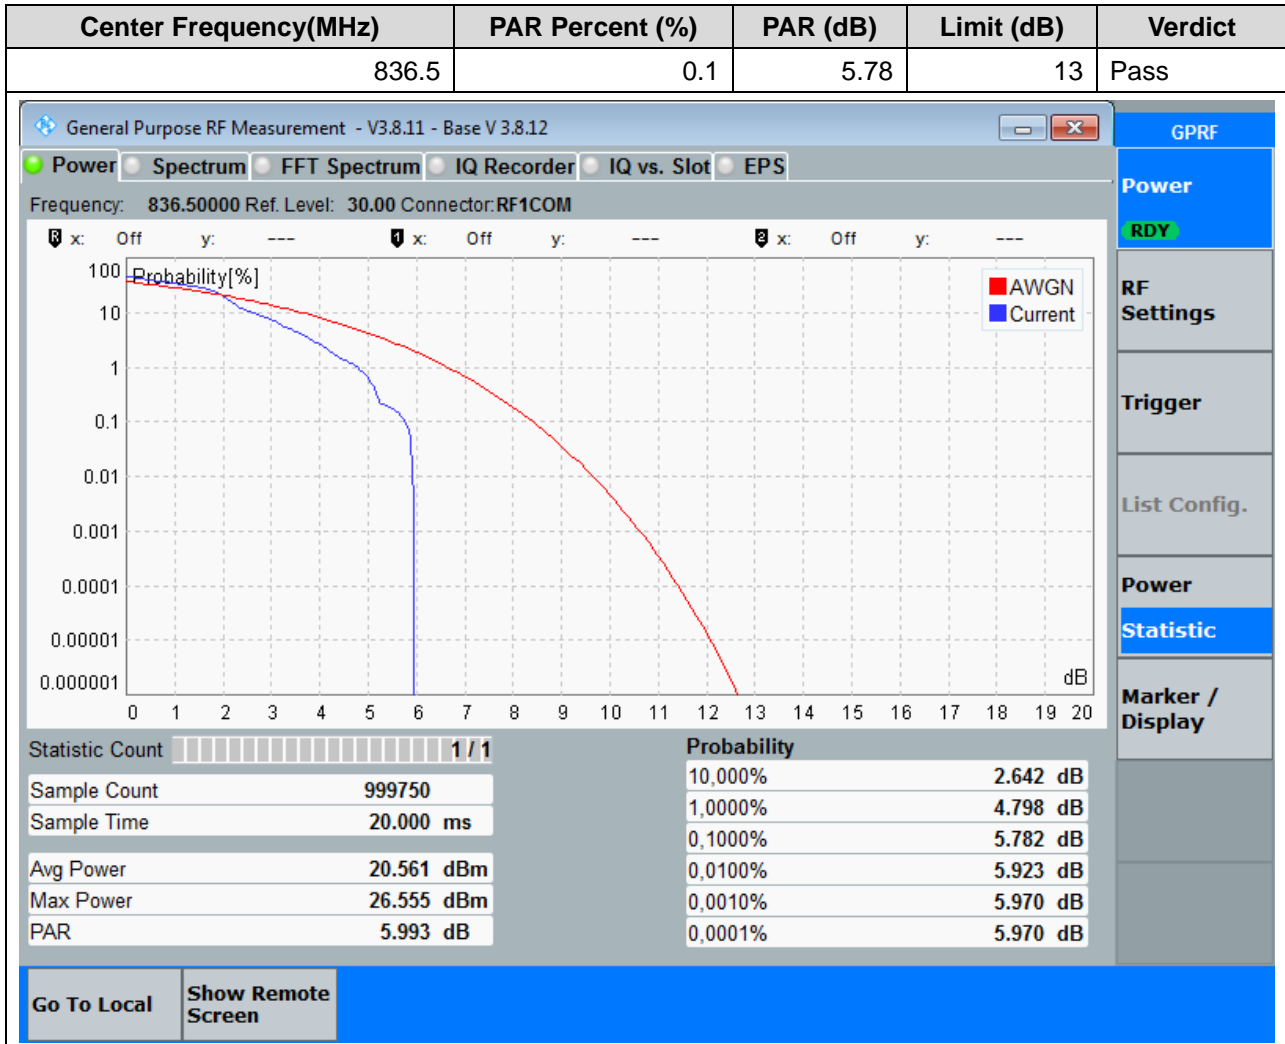 Center Frequency(MHz) PAR Percent (%) PAR (dB) Limit (dB) Verdict
836.5 0.1 5.78 13 Pass
General Purpose RF Measurement - V3.8.11 - Base V 3.8.12
GPRF
Power Spectrum FFT Spectrum IQ Recorder IQ vs. Slot EPS
Power
RDY
Frequency: 836.50000 Ref. Level: 30.00 Connector:RF1COM
R x: Off y: --- 1 x: Off y: --- 2 x: Off y: ---
Probability[%]
100
10
1
0.1
0.01
0.001
0.0001
0.00001
0.000001
AWGN
Current
dB
0 1 2 3 4 5 6 7 8 9 10 11 12 13 14 15 16 17 18 19 20
RF
Settings
Trigger
List Config.
Power
Statistic
Marker /
Display
Statistic Count 1 / 1
Sample Count 999750
Sample Time 20.000 ms
Avg Power 20.561 dBm
Max Power 26.555 dBm
PAR 5.993 dB
Probability
10,000% 2.642 dB
1,0000% 4.798 dB
0,1000% 5.782 dB
0,0100% 5.923 dB
0,0010% 5.970 dB
0,0001% 5.970 dB
Go To Local
Show Remote
Screen